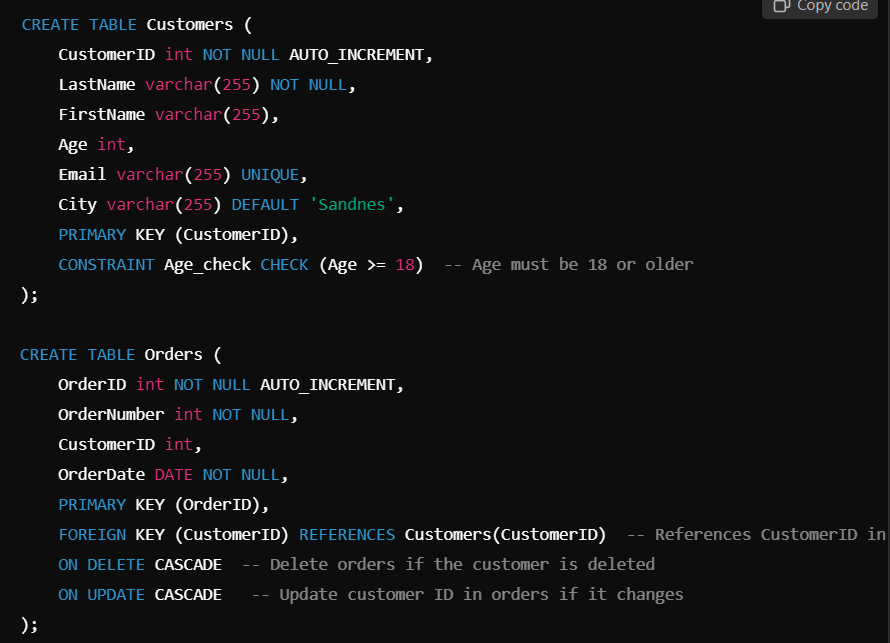 Copy code
CREATE TABLE Customers (
CustomerID int NOT NULL AUTO_INCREMENT,
LastName varchar(255) NOT NULL,
FirstName varchar(255),
Age int,
Email varchar(255) UNIQUE,
City varchar(255) DEFAULT 'Sandnes',
PRIMARY KEY (CustomerID),
CONSTRAINT Age_check CHECK (Age >= 18)  -- Age must be 18 or older
);
CREATE TABLE Orders (
OrderID int NOT NULL AUTO_INCREMENT,
OrderNumber int NOT NULL,
CustomerID int,
OrderDate DATE NOT NULL,
PRIMARY KEY (OrderID),
FOREIGN KEY (CustomerID) REFERENCES Customers(CustomerID)  -- References CustomerID in
ON DELETE CASCADE  -- Delete orders if the customer is deleted
ON UPDATE CASCADE   -- Update customer ID in orders if it changes
);